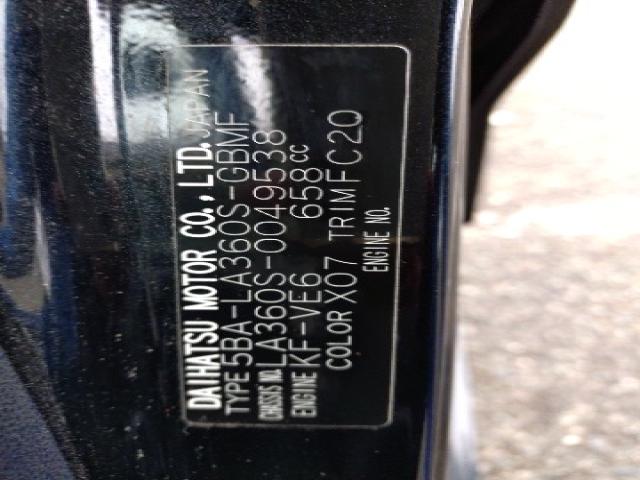 DAIHATSU MOTOR CO., LTD. JAPAN
TYPE 5BA-LA360S-GBMF
CHASSIS NO. LA360S-0049538
ENGINE KF-VE6 658cc
COLOR X07 TRIM FC20
ENGINE NO.